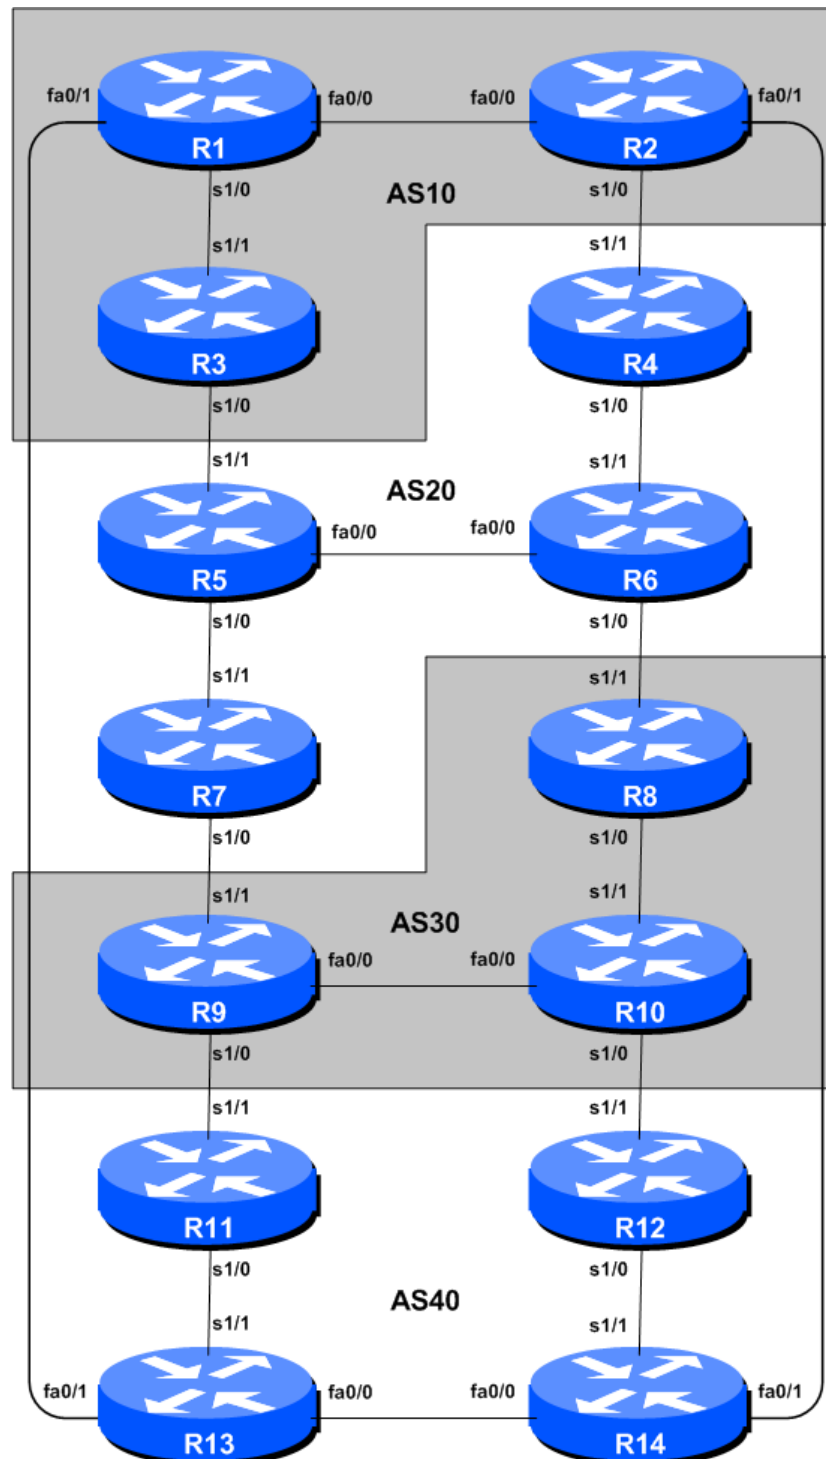 fa0/1
fa0/0
fa0/0
fa0/1
R1
R2
s1/0
AS10
s1/0
s1/1
s1/1
R3
R4
s1/0
s1/0
s1/1
s1/1
AS20
fa0/0
fa0/0
R5
R6
s1/0
s1/0
s1/1
s1/1
R7
R8
s1/0
s1/0
s1/1
s1/1
AS30
fa0/0
fa0/0
R9
R10
s1/0
s1/0
s1/1
s1/1
R11
R12
s1/0
s1/0
AS40
s1/1
s1/1
fa0/1
fa0/0
fa0/0
fa0/1
R13
R14